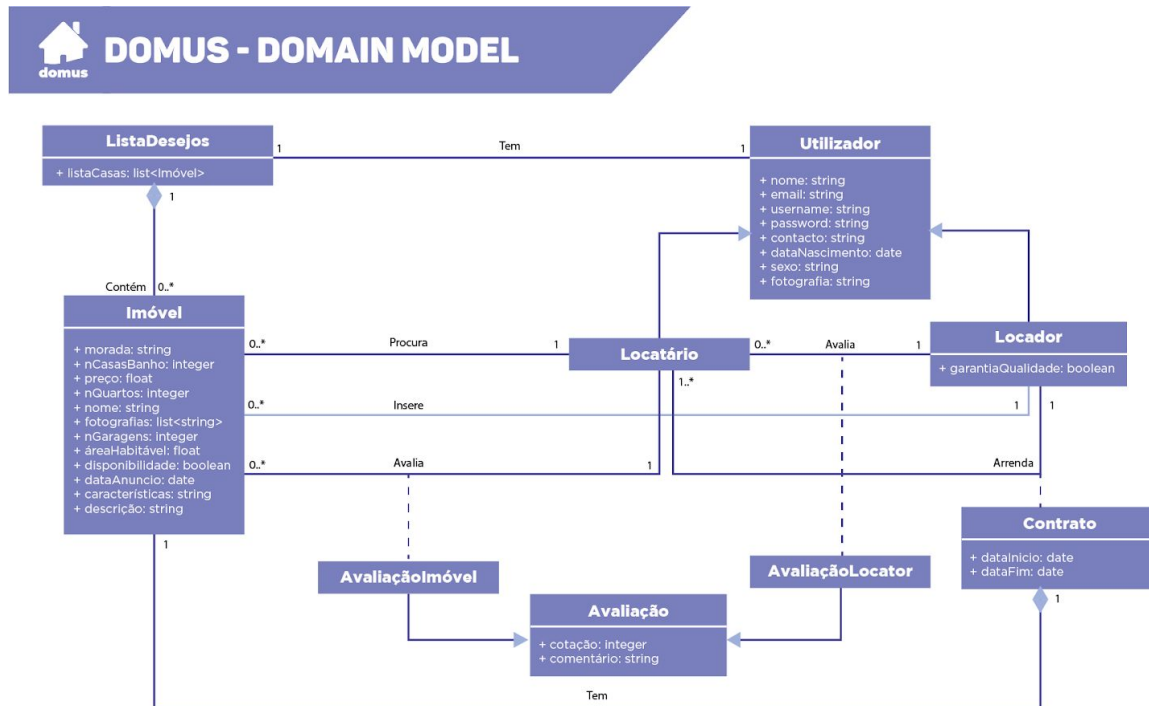 domus
DOMUS - DOMAIN MODEL
ListaDesejos
+ listaCasas: list<Imóvel>
1
Tem
1
Utilizador
+ nome: string
+ email: string
+ username: string
+ password: string
+ contacto: string
+ dataNascimento: date
+ sexo: string
+ fotografia: string
1
Contém
0..*
Imóvel
+ morada: string
+ nCasasBanho: integer
+ preço: float
+ nQuartos: integer
+ nome: string
+ fotografias: list<string>
+ nGaragens: integer
+ áreaHabitável: float
+ disponibilidade: boolean
+ dataAnuncio: date
+ características: string
+ descrição: string
0..*
Procura
1
Locatário
0..*
Avalia
1
Locador
+ garantiaQualidade: boolean
1..*
0..*
Insere
1
1
0..*
Avalia
1
Arrenda
Contrato
+ dataInicio: date
+ dataFim: date
1
1
AvaliaçãoImóvel
AvaliaçãoLocator
Avaliação
+ cotação: integer
+ comentário: string
Tem